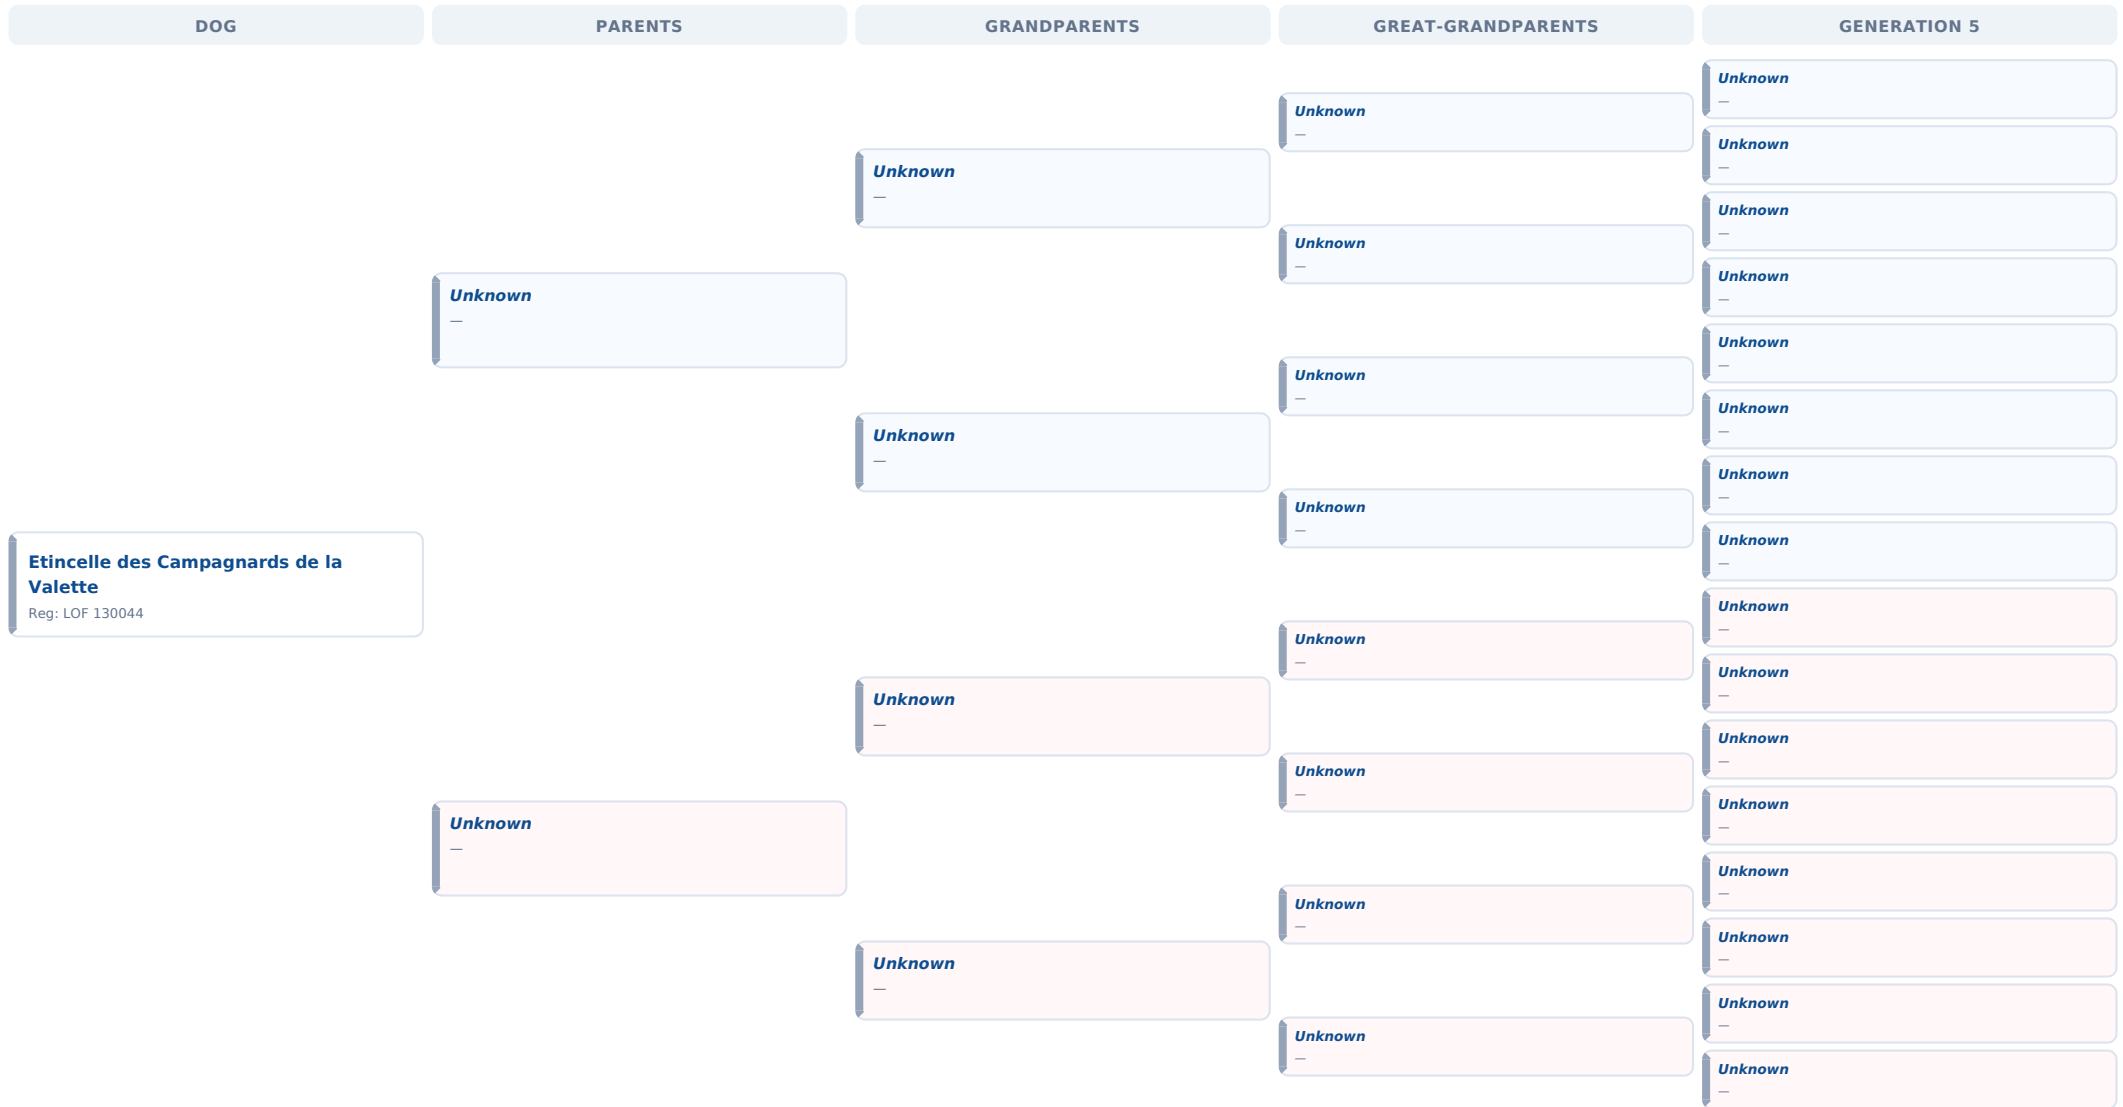 DOG
PARENTS
GRANDPARENTS
GREAT-GRANDPARENTS
GENERATION 5
Etincelle des Campagnards de la
Valette
Reg: LOF 130044
Unknown
—
Unknown
—
Unknown
—
Unknown
—
Unknown
—
Unknown
—
Unknown
—
Unknown
—
Unknown
—
Unknown
—
Unknown
—
Unknown
—
Unknown
—
Unknown
—
Unknown
—
Unknown
—
Unknown
—
Unknown
—
Unknown
—
Unknown
—
Unknown
—
Unknown
—
Unknown
—
Unknown
—
Unknown
—
Unknown
—
Unknown
—
Unknown
—
Unknown
—
Unknown
—